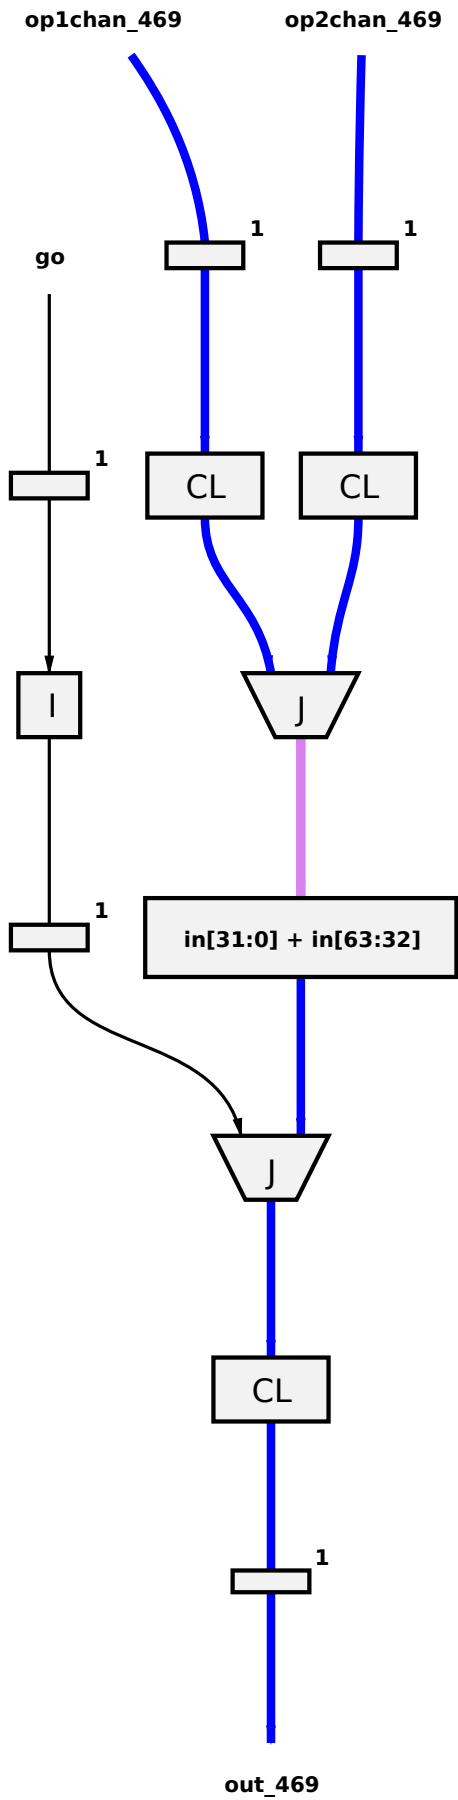 op1chan_469 op2chan_469
1 1
go
1
CL CL
I J
1
in[31:0] + in[63:32]
J
CL
1
out_469